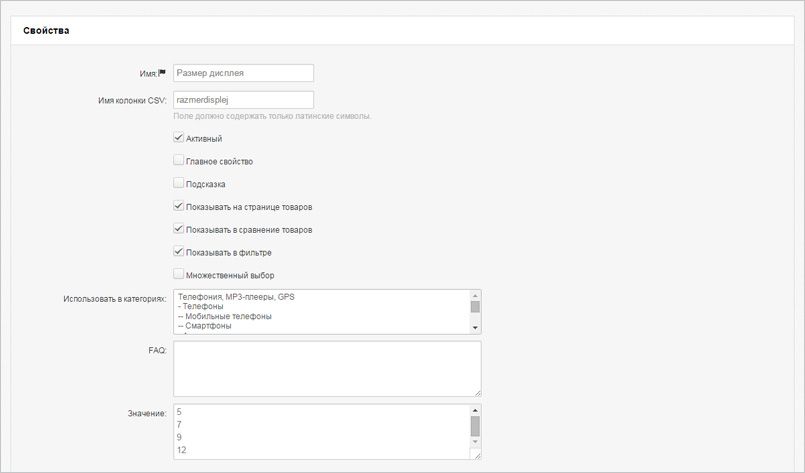 Свойства
Имя:
Размер дисплея
Имя колонки CSV:
razmerdisplej
Поле должно содержать только латинские символы.
Активный
Главное свойство
Подсказка
Показывать на странице товаров
Показывать в сравнение товаров
Показывать в фильтре
Множественный выбор
Использовать в категориях:
Телефония, MP3-плееры, GPS
- Телефоны
-- Мобильные телефоны
-- Смартфоны
FAQ:
Значение:
5
7
9
12